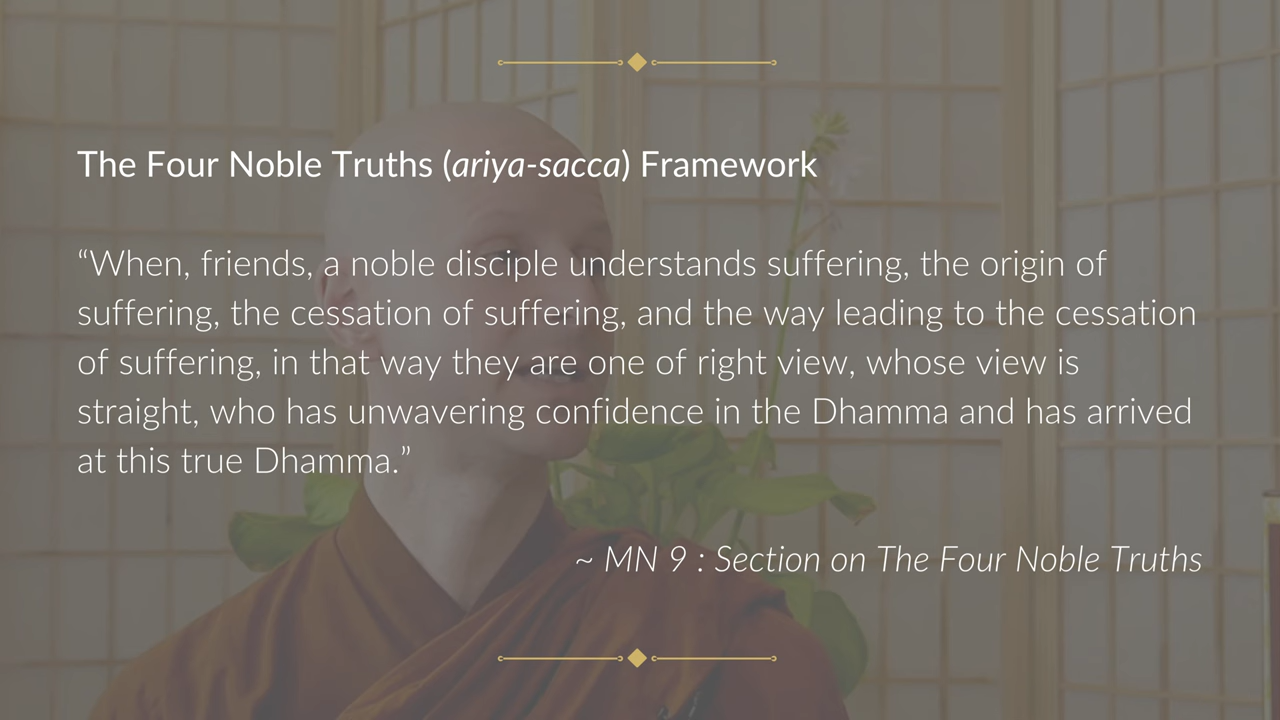 The Four Noble Truths (ariya-sacca) Framework
“When, friends, a noble disciple understands suffering, the origin of
suffering, the cessation of suffering, and the way leading to the cessation
of suffering, in that way they are one of right view, whose view is
straight, who has unwavering confidence in the Dhamma and has arrived
at this true Dhamma.”
~ MN 9 : Section on The Four Noble Truths